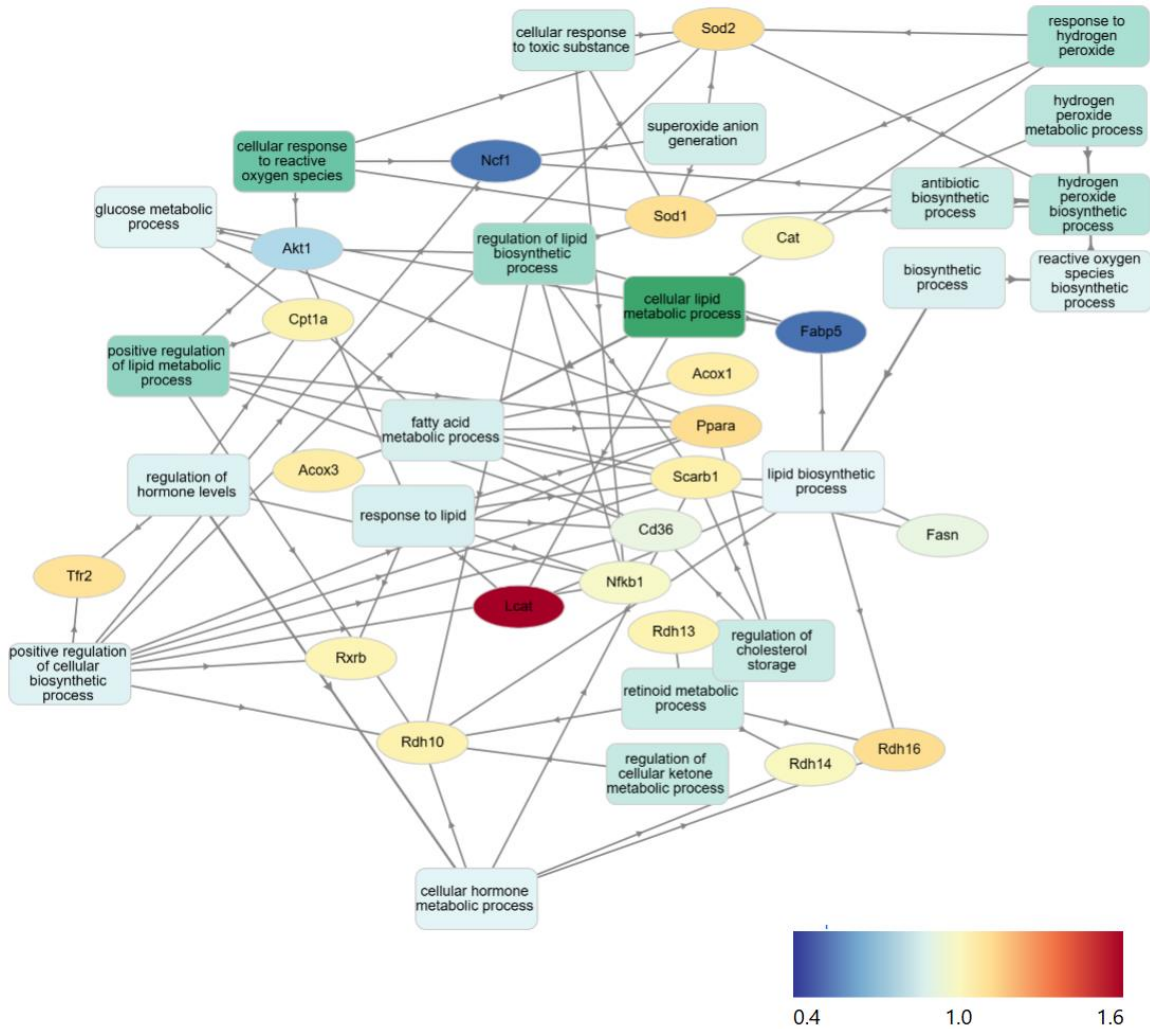 cellular response
to toxic substance
Sod2
response to
hydrogen
peroxide
hydrogen
peroxide
metabolic process
superoxide anion
generation
cellular response
to reactive
oxygen species
Ncf1
antibiotic
biosynthetic
process
hydrogen
peroxide
biosynthetic
process
glucose metabolic
process
Sod1
Akt1
regulation of lipid
biosynthetic
process
Cat
biosynthetic
process
reactive oxygen
species
biosynthetic
process
cellular lipid
metabolic process
Cpt1a
Fabp5
positive regulation
of lipid metabolic
process
Acox1
fatty acid
metabolic process
Ppara
Acox3
regulation of
hormone levels
Scarb1
lipid biosynthetic
process
response to lipid
Cd36
Fasn
Tfr2
Nfkb1
Lcat
Rdh13
regulation of
cholesterol
storage
positive regulation
of cellular
biosynthetic
process
Rxrb
retinoid metabolic
process
Rdh10
Rdh16
regulation of
cellular ketone
metabolic process
Rdh14
cellular hormone
metabolic process
0.4
1.0
1.6